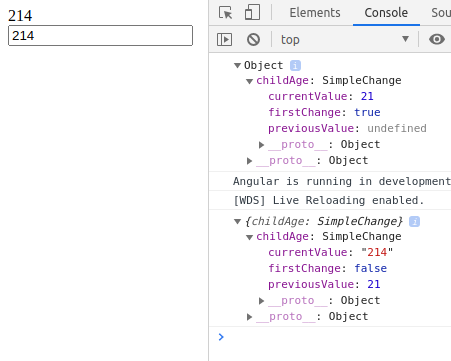 214
214
Elements Console Sou
top
Object i
childAge: SimpleChange
currentValue: 21
firstChange: true
previousValue: undefined
__proto__: Object
__proto__: Object
Angular is running in development
[WDS] Live Reloading enabled.
{childAge: SimpleChange} i
childAge: SimpleChange
currentValue: "214"
firstChange: false
previousValue: 21
__proto__: Object
__proto__: Object